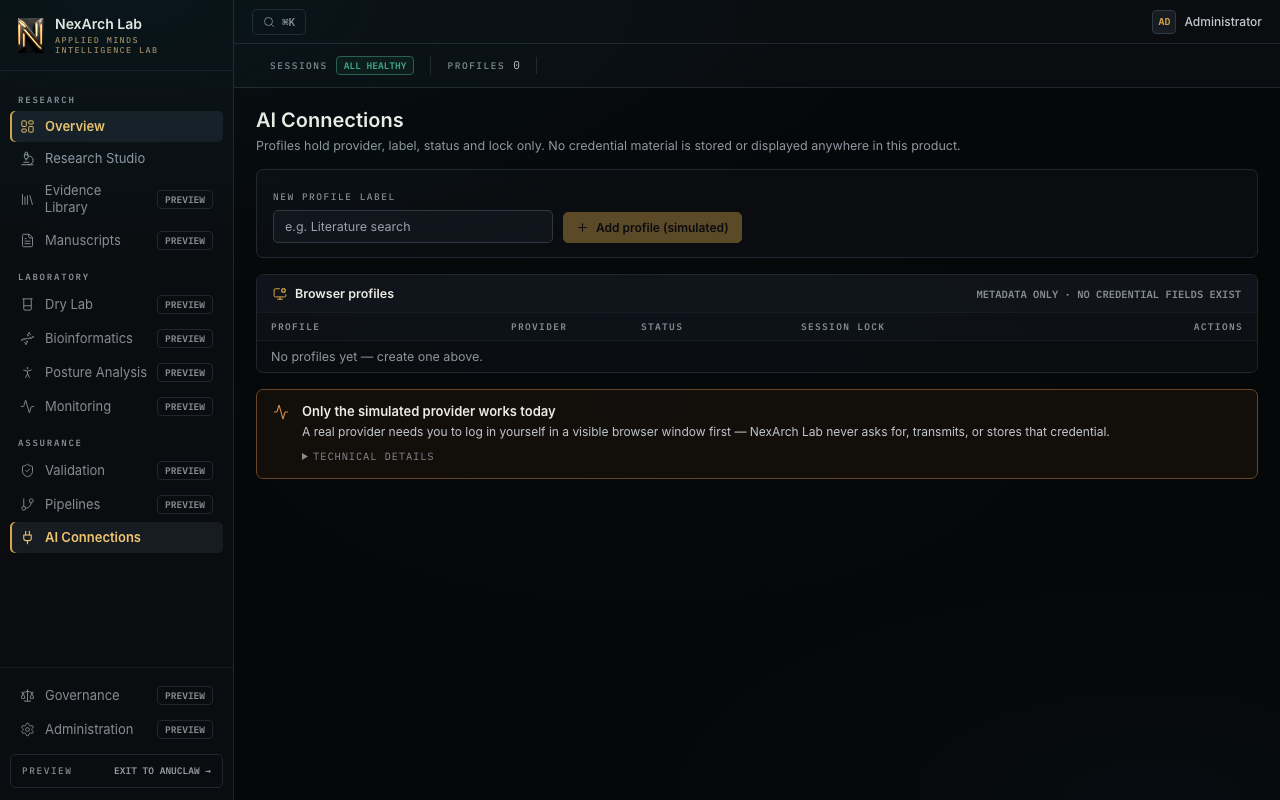 NexArch Lab
APPLIED MINDS
INTELLIGENCE LAB
⌘K
AD
Administrator
SESSIONS ALL HEALTHY PROFILES 0
RESEARCH
Overview
Research Studio
Evidence
Library
PREVIEW
Manuscripts PREVIEW
LABORATORY
Dry Lab PREVIEW
Bioinformatics PREVIEW
Posture Analysis PREVIEW
Monitoring PREVIEW
ASSURANCE
Validation PREVIEW
Pipelines PREVIEW
AI Connections
Governance PREVIEW
Administration PREVIEW
PREVIEW EXIT TO ANUCLAW →
AI Connections
Profiles hold provider, label, status and lock only. No credential material is stored or displayed anywhere in this product.
NEW PROFILE LABEL
e.g. Literature search
+ Add profile (simulated)
Browser profiles
METADATA ONLY · NO CREDENTIAL FIELDS EXIST
PROFILE PROVIDER STATUS SESSION LOCK ACTIONS
No profiles yet — create one above.
Only the simulated provider works today
A real provider needs you to log in yourself in a visible browser window first — NexArch Lab never asks for, transmits, or stores that credential.
▶ TECHNICAL DETAILS